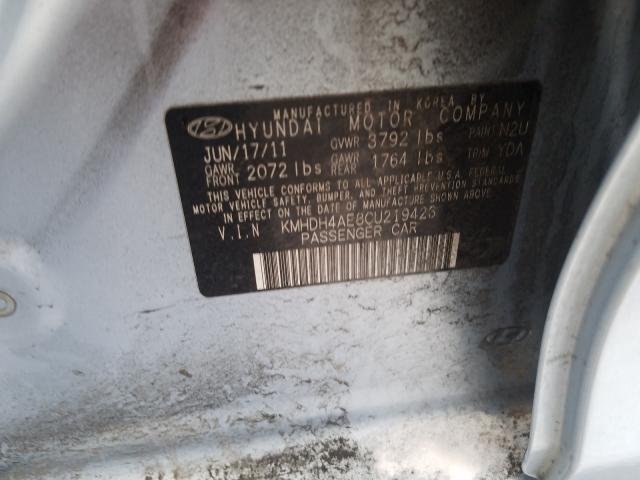 MANUFACTURED IN KOREA BY
HYUNDAI MOTOR COMPANY
JUN/17/11 GVWR 3792 lbs PAINT N2U
GAWR FRONT 2072 lbs GAWR REAR 1764 lbs TRIM YDA
THIS VEHICLE CONFORMS TO ALL APPLICABLE U.S.A FEDERAL
MOTOR VEHICLE SAFETY, BUMPER, AND THEFT PREVENTION STANDARDS
IN EFFECT ON THE DATE OF MANUFACTURE SHOWN ABOVE.
V.I.N KMHDH4AE8CU219423
PASSENGER CAR